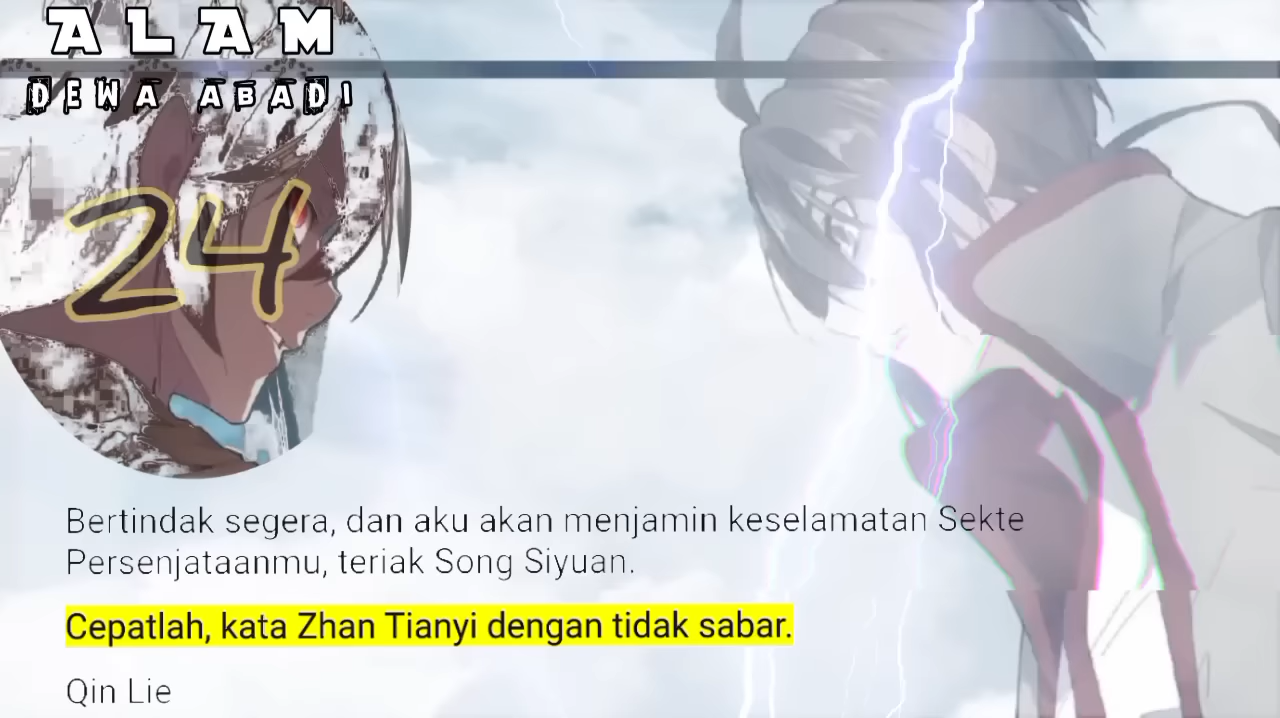 ALAM
DEWA ABADI
24
Bertindak segera, dan aku akan menjamin keselamatan Sekte
Persenjataanmu, teriak Song Siyuan.
Cepatlah, kata Zhan Tianyi dengan tidak sabar.
Qin Lie